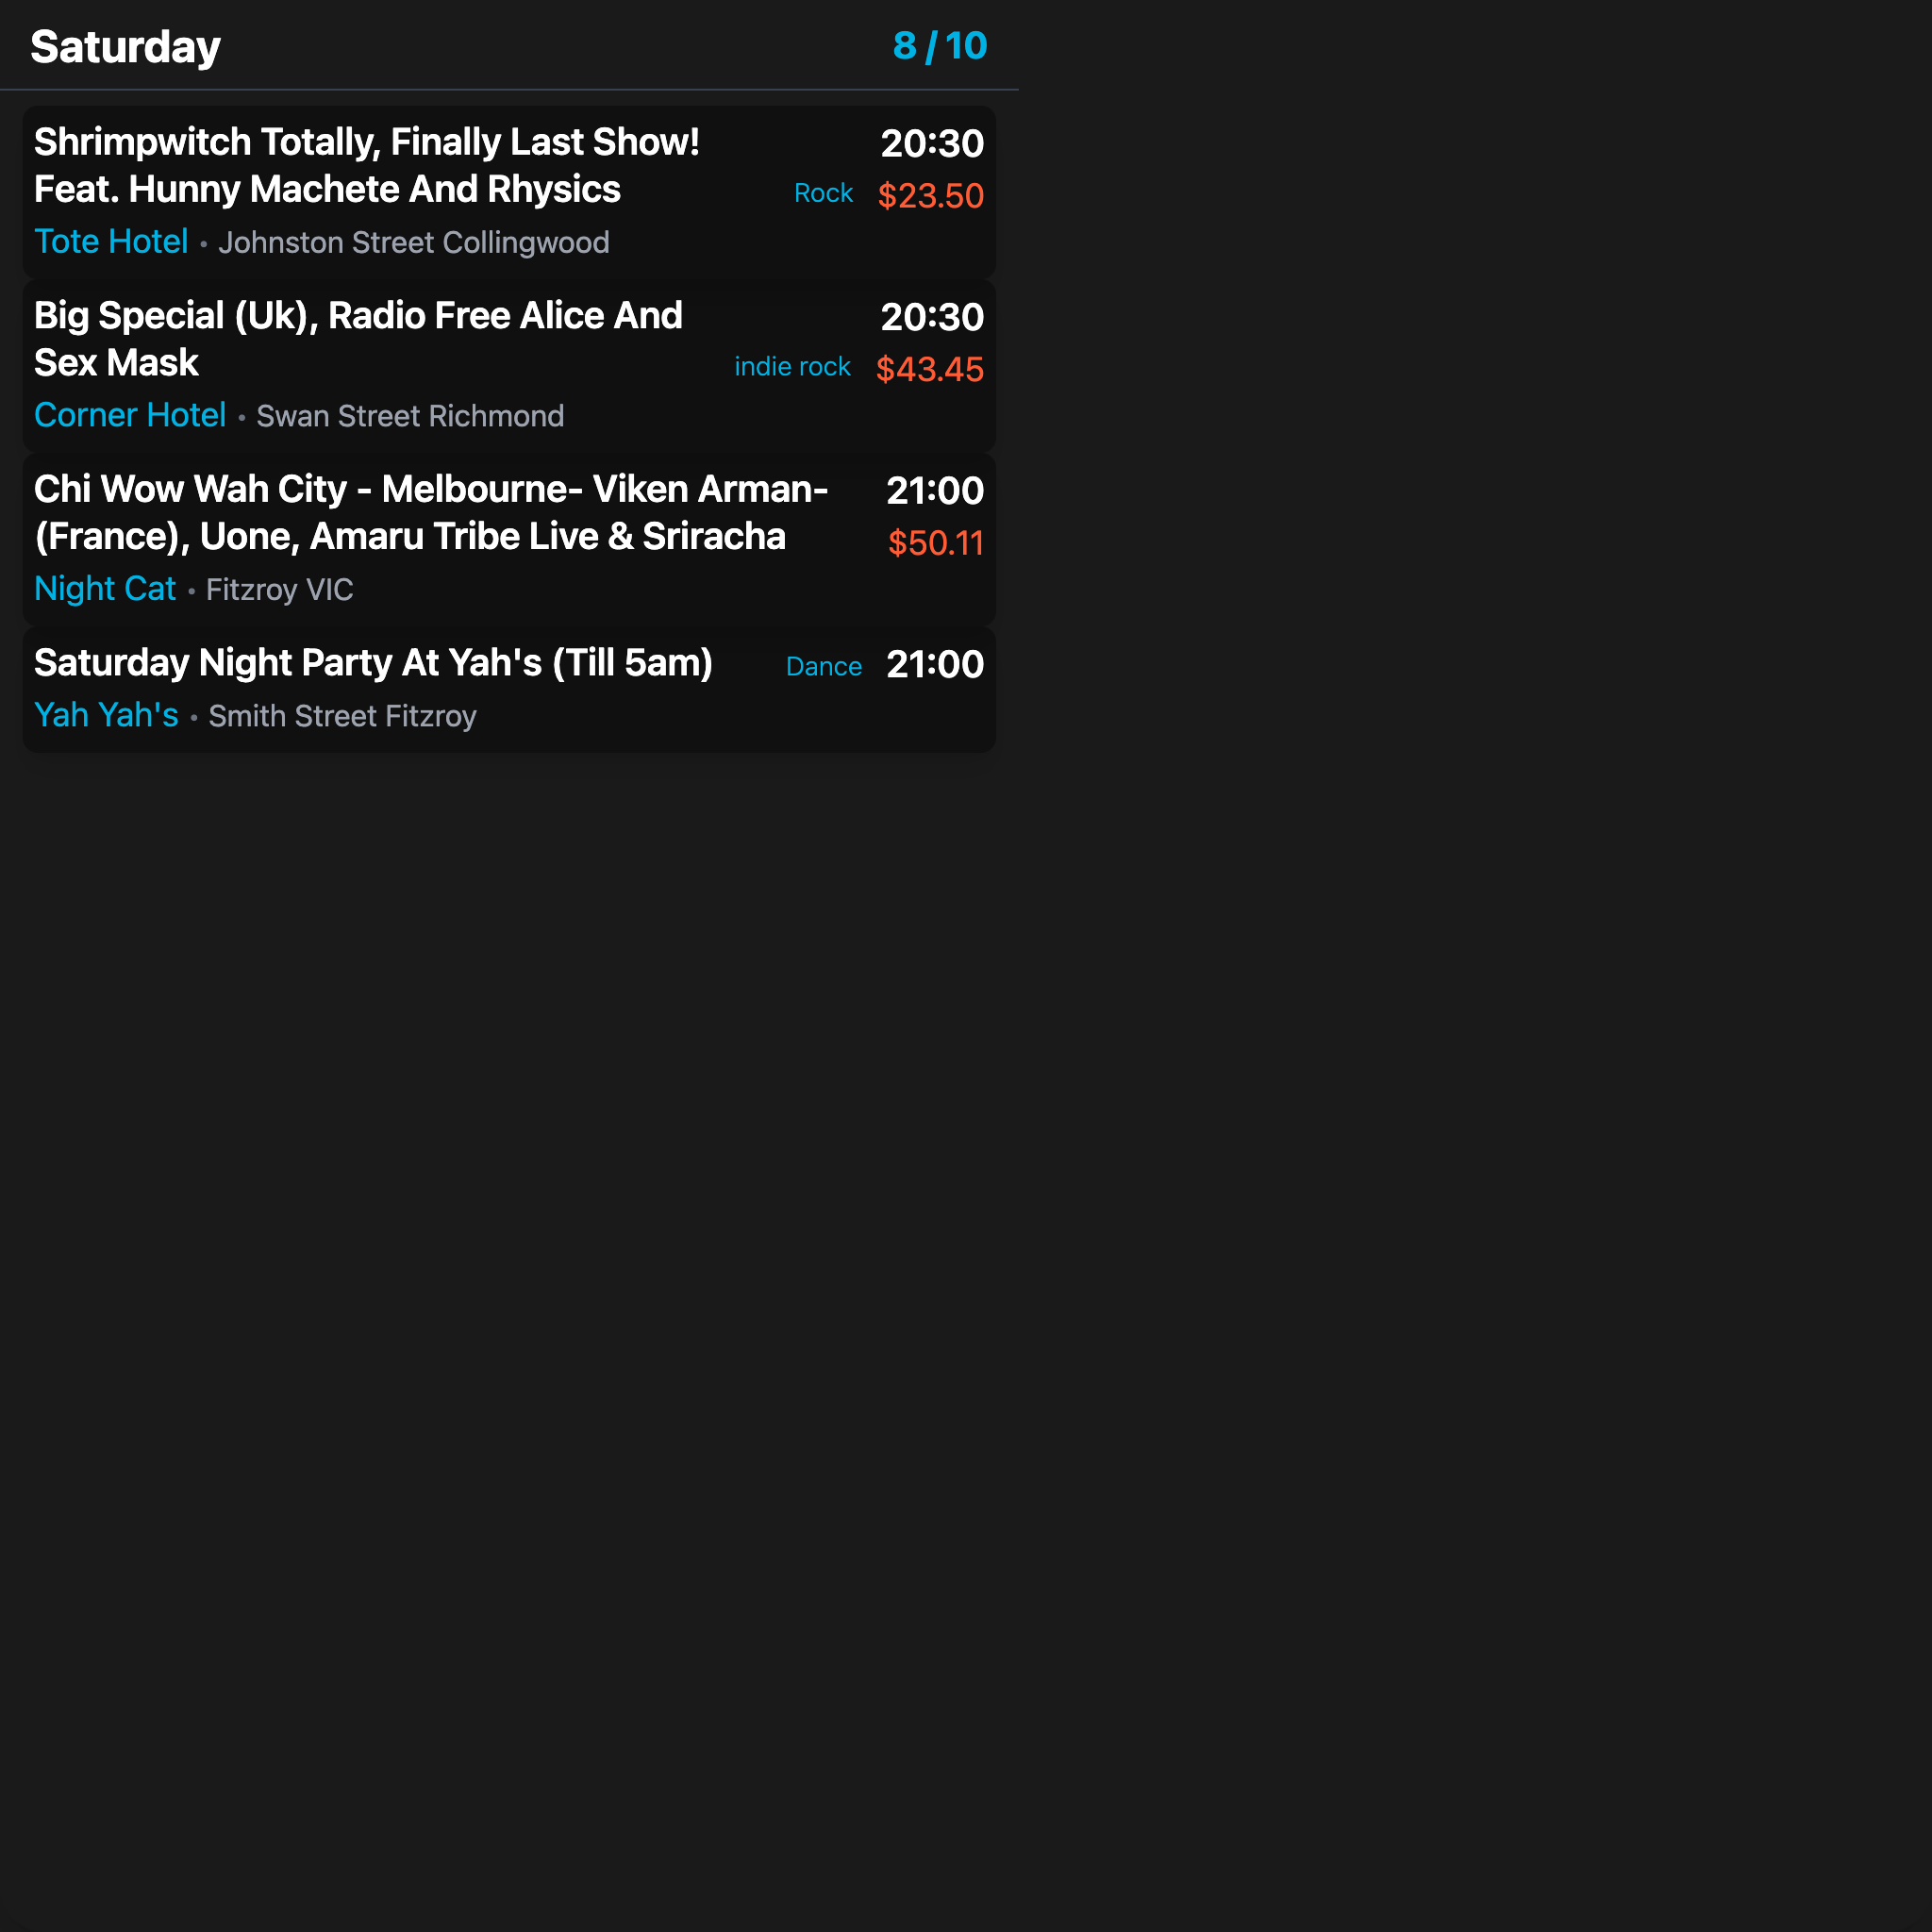 Saturday
8 / 10
Shrimpwitch Totally, Finally Last Show!
Feat. Hunny Machete And Rhysics
20:30
Rock
$23.50
Tote Hotel • Johnston Street Collingwood
Big Special (Uk), Radio Free Alice And
Sex Mask
20:30
indie rock
$43.45
Corner Hotel • Swan Street Richmond
Chi Wow Wah City - Melbourne- Viken Arman-
(France), Uone, Amaru Tribe Live & Sriracha
21:00
$50.11
Night Cat • Fitzroy VIC
Saturday Night Party At Yah's (Till 5am)
Dance
21:00
Yah Yah's • Smith Street Fitzroy